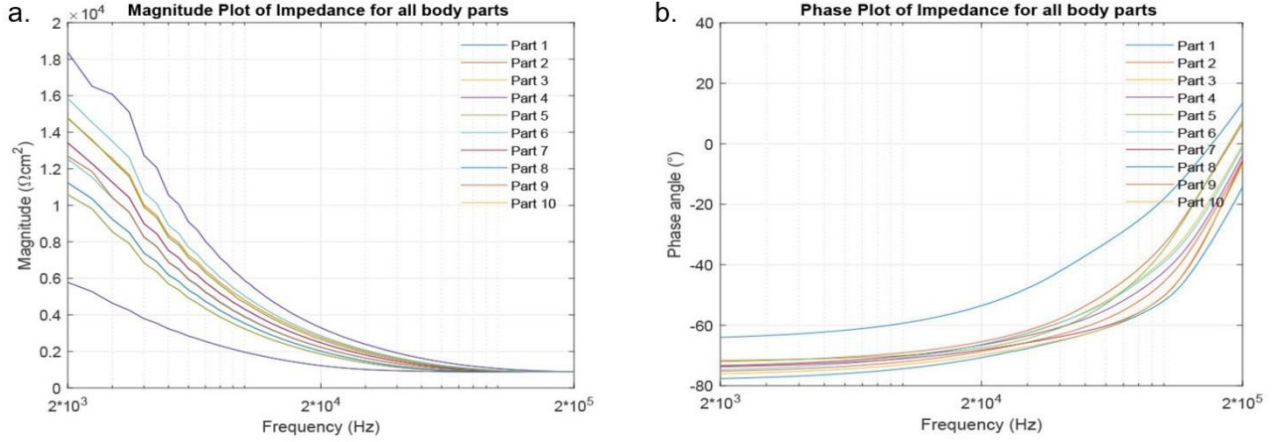 a.
Magnitude Plot of Impedance for all body parts
2 × 10⁴
1.8
1.6
1.4
1.2
1
0.8
0.6
0.4
0.2
0
Magnitude (Ωcm²)
2*10³
2*10⁴
2*10⁵
Frequency (Hz)
Part 1
Part 2
Part 3
Part 4
Part 5
Part 6
Part 7
Part 8
Part 9
Part 10
b.
Phase Plot of Impedance for all body parts
40
20
0
-20
-40
-60
-80
Phase angle (°)
2*10³
2*10⁴
2*10⁵
Frequency (Hz)
Part 1
Part 2
Part 3
Part 4
Part 5
Part 6
Part 7
Part 8
Part 9
Part 10